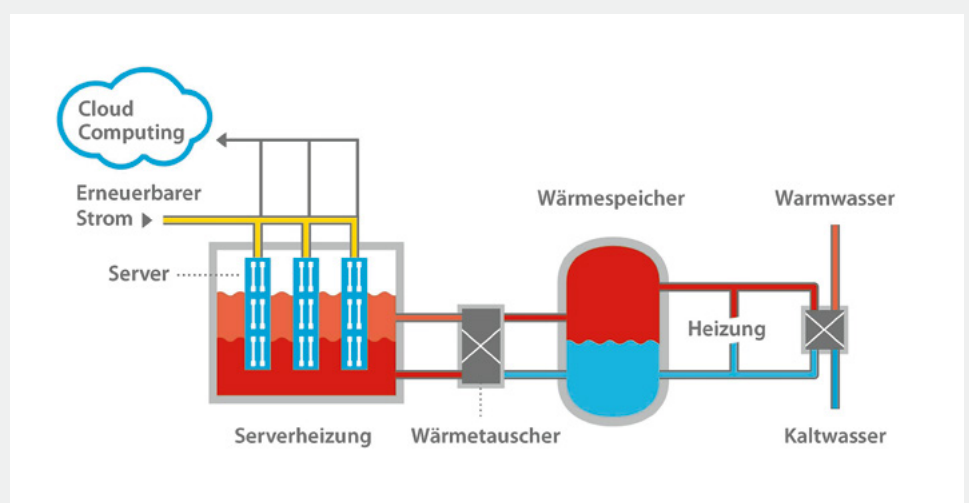 Cloud
Computing
Erneuerbarer
Strom
Server
Wärmespeicher
Warmwasser
Heizung
Serverheizung
Wärmetauscher
Kaltwasser